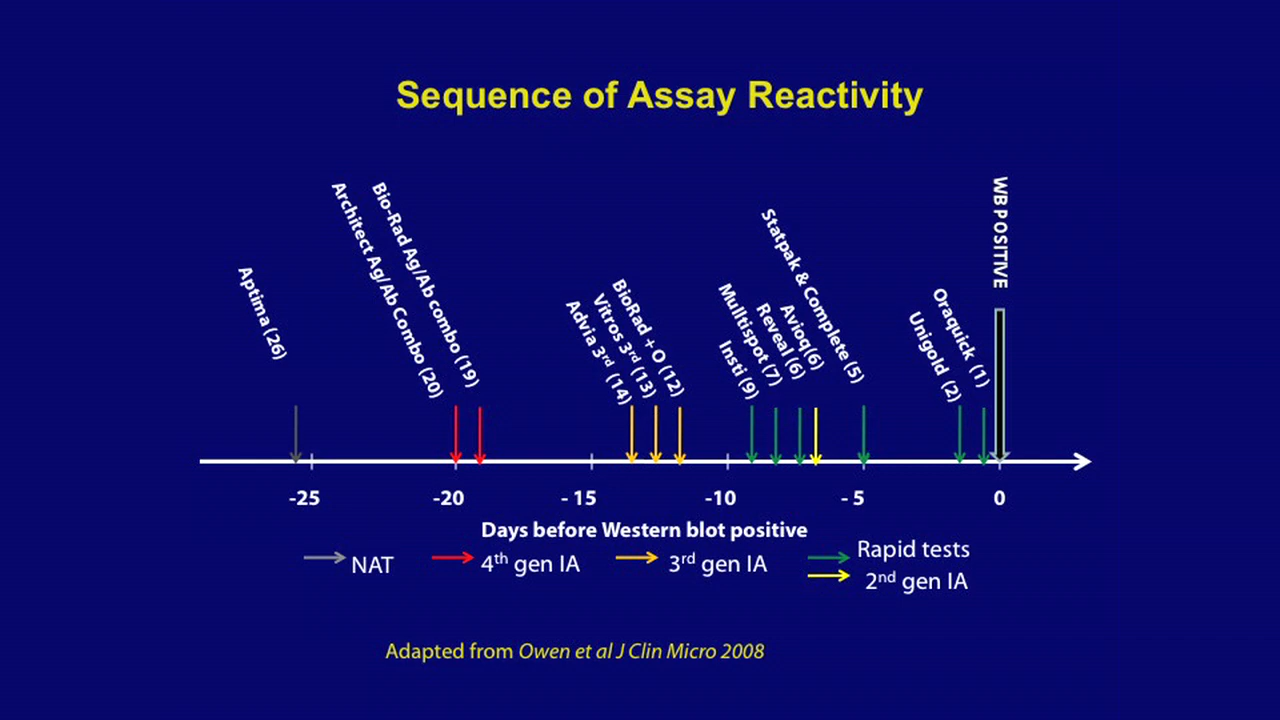 Sequence of Assay Reactivity
Aptima (26)
Architect Ag/Ab Combo (20)
Bio-Rad Ag/Ab combo (19)
Advia 3rd (14)
Vitros 3rd (13)
BioRad + O (12)
Insti (9)
Mulltispot (7)
Reveal (6)
Avioq(6)
Statpak & Complete (5)
Unigold (2)
Oraquick (1)
WB POSITIVE
-25 -20 - 15 -10 - 5 0
Days before Western blot positive
NAT
4th gen IA
3rd gen IA
Rapid tests
2nd gen IA
Adapted from Owen et al J Clin Micro 2008